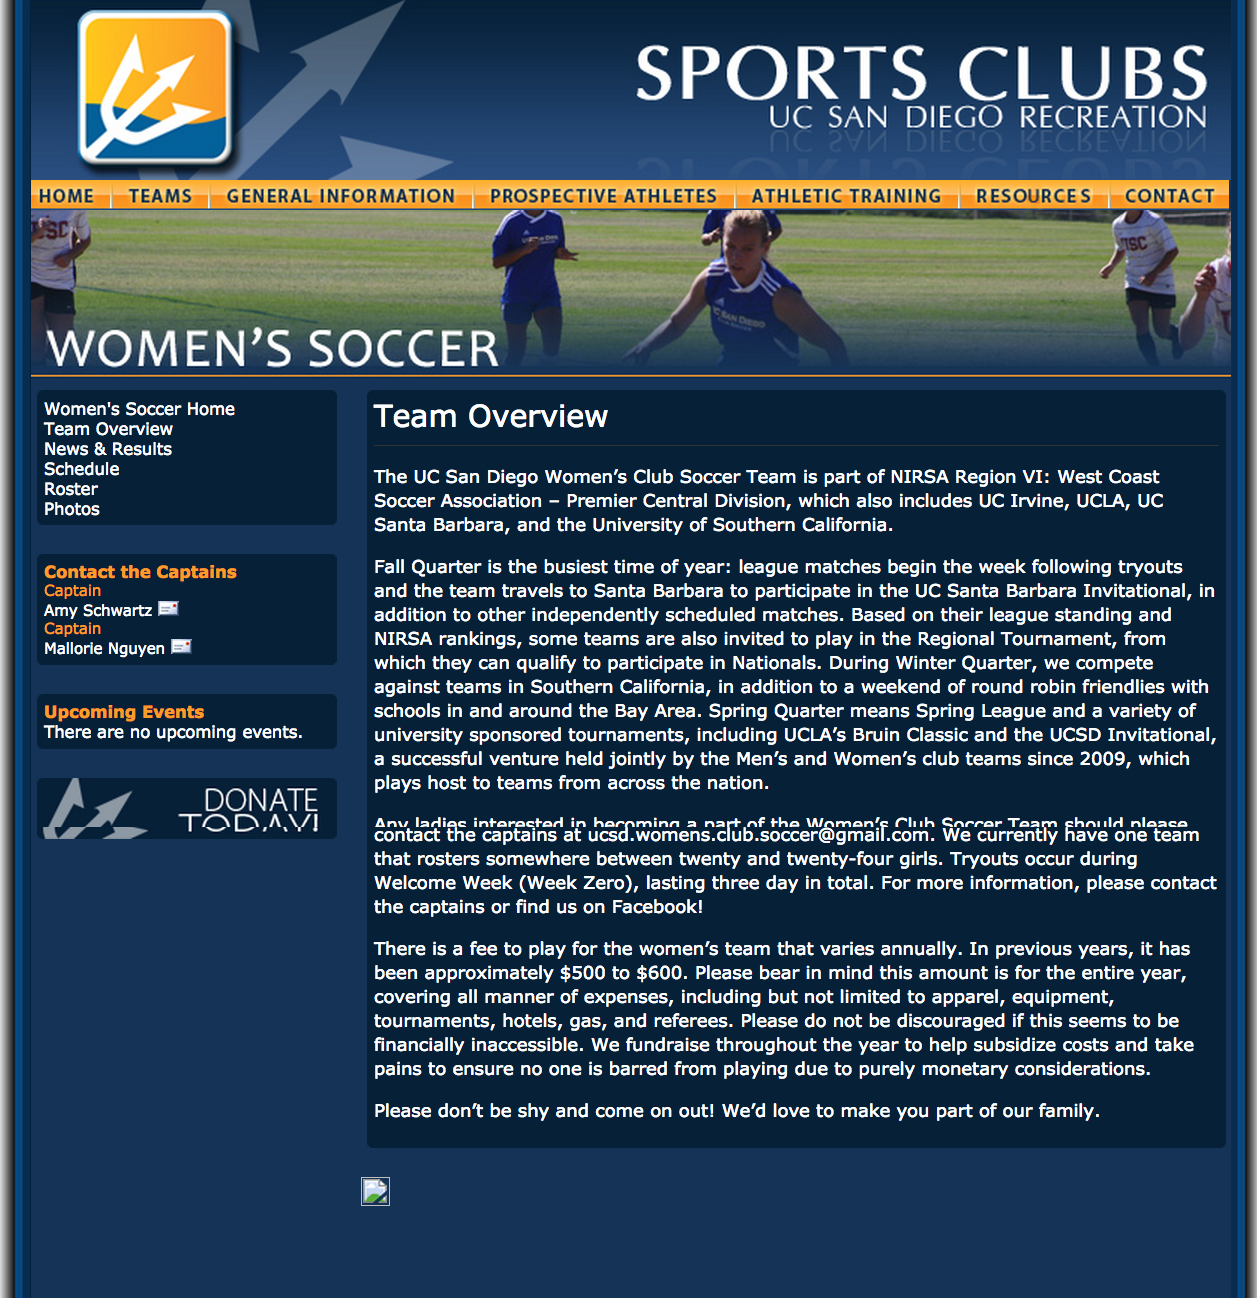 SPORTS CLUBS
UC SAN DIEGO RECREATION
HOME TEAMS GENERAL INFORMATION PROSPECTIVE ATHLETES ATHLETIC TRAINING RESOURCES CONTACT
USC
UC SAN DIEGO
WOMEN'S SOCCER
Women's Soccer Home
Team Overview
News & Results
Schedule
Roster
Photos
Contact the Captains
Captain
Amy Schwartz
Captain
Mallorie Nguyen
Upcoming Events
There are no upcoming events.
DONATE
TODAY!
Team Overview
The UC San Diego Women’s Club Soccer Team is part of NIRSA Region VI: West Coast
Soccer Association – Premier Central Division, which also includes UC Irvine, UCLA, UC
Santa Barbara, and the University of Southern California.
Fall Quarter is the busiest time of year: league matches begin the week following tryouts
and the team travels to Santa Barbara to participate in the UC Santa Barbara Invitational, in
addition to other independently scheduled matches. Based on their league standing and
NIRSA rankings, some teams are also invited to play in the Regional Tournament, from
which they can qualify to participate in Nationals. During Winter Quarter, we compete
against teams in Southern California, in addition to a weekend of round robin friendlies with
schools in and around the Bay Area. Spring Quarter means Spring League and a variety of
university sponsored tournaments, including UCLA’s Bruin Classic and the UCSD Invitational,
a successful venture held jointly by the Men’s and Women’s club teams since 2009, which
plays host to teams from across the nation.
Any ladies interested in becoming a part of the Women’s Club Soccer Team should please
contact the captains at ucsd.womens.club.soccer@gmail.com. We currently have one team
that rosters somewhere between twenty and twenty-four girls. Tryouts occur during
Welcome Week (Week Zero), lasting three day in total. For more information, please contact
the captains or find us on Facebook!
There is a fee to play for the women’s team that varies annually. In previous years, it has
been approximately $500 to $600. Please bear in mind this amount is for the entire year,
covering all manner of expenses, including but not limited to apparel, equipment,
tournaments, hotels, gas, and referees. Please do not be discouraged if this seems to be
financially inaccessible. We fundraise throughout the year to help subsidize costs and take
pains to ensure no one is barred from playing due to purely monetary considerations.
Please don’t be shy and come on out! We’d love to make you part of our family.